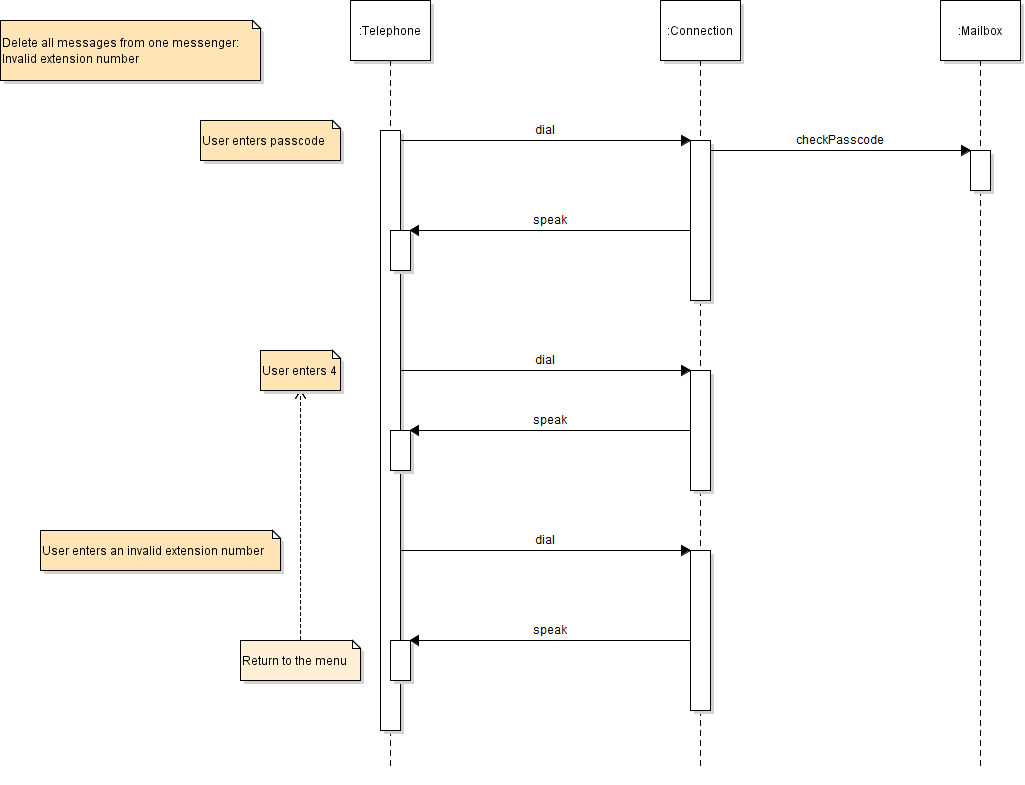 :Telephone
:Connection
:Mailbox
Delete all messages from one messenger:
Invalid extension number
User enters passcode
dial
checkPasscode
speak
User enters 4
dial
speak
User enters an invalid extension number
dial
speak
Return to the menu